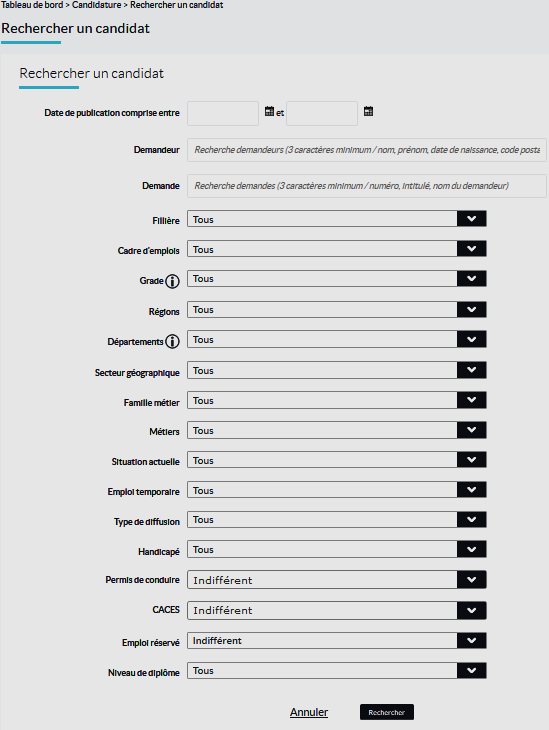 Tableau de bord > Candidature > Rechercher un candidat
Rechercher un candidat
Rechercher un candidat
Date de publication comprise entre et
Demandeur Recherche demandeurs (3 caractères minimum / nom, prénom, date de naissance, code posta
Demande Recherche demandes (3 caractères minimum / numéro, intitulé, nom du demandeur)
Fillière Tous
Cadre d'emplois Tous
Grade Tous
Régions Tous
Départements Tous
Secteur géographique Tous
Famille métier Tous
Métiers Tous
Situation actuelle Tous
Emploi temporaire Tous
Type de diffusion Tous
Handicapé Tous
Permis de conduire Indifférent
CACES Indifférent
Emploi réservé Indifférent
Niveau de diplôme Tous
Annuler Rechercher